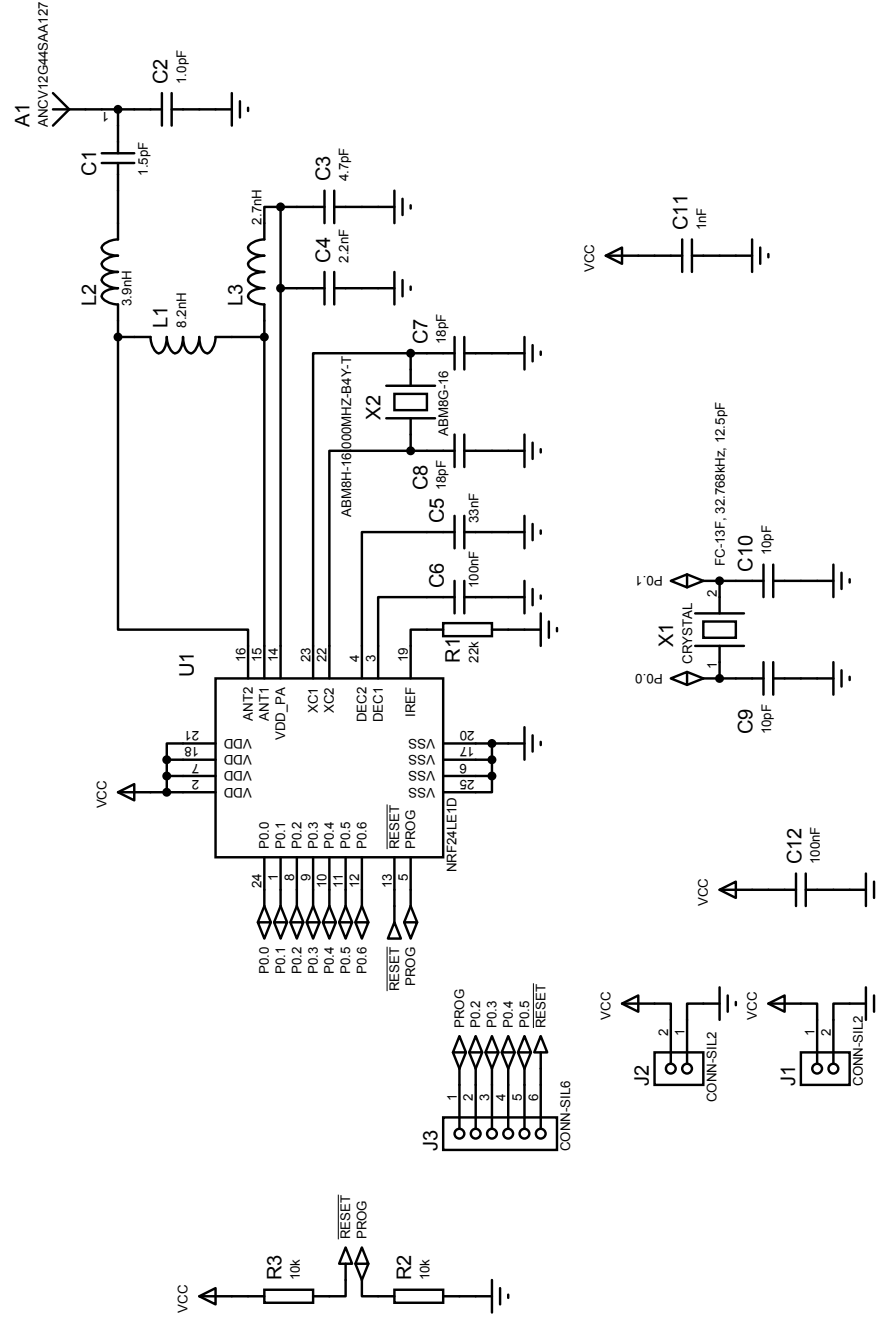 A1
ANCV12G44SAA127
1
C2
1.0pF
C1
1.5pF
L2
3.9nH
L1
8.2nH
L3
2.7nH
C3
4.7pF
C4
2.2nF
ABM8H-16.000MHZ-B4Y-T
X2
ABM8G-16
C7
18pF
C8
18pF
C5
33nF
C6
100nF
R1
22k
VCC
C11
1nF
U1
NRF24LE1D
VCC
2
VDD
7
VDD
18
VDD
21
VDD
16
ANT2
15
ANT1
14
VDD_PA
23
XC1
22
XC2
4
DEC2
3
DEC1
19
IREF
25
VSS
6
VSS
17
VSS
20
VSS
P0.0
24
P0.0
P0.1
1
P0.1
P0.2
8
P0.2
P0.3
9
P0.3
P0.4
10
P0.4
P0.5
11
P0.5
P0.6
12
P0.6
RESET
13
RESET
PROG
5
PROG
P0.0
P0.1
1
2
X1
CRYSTAL
FC-13F, 32.768kHz, 12.5pF
C9
10pF
C10
10pF
VCC
C12
100nF
J3
CONN-SIL6
1
PROG
2
P0.2
3
P0.3
4
P0.4
5
P0.5
6
RESET
J2
CONN-SIL2
VCC
2
1
J1
CONN-SIL2
VCC
1
2
VCC
R3
10k
RESET
PROG
R2
10k